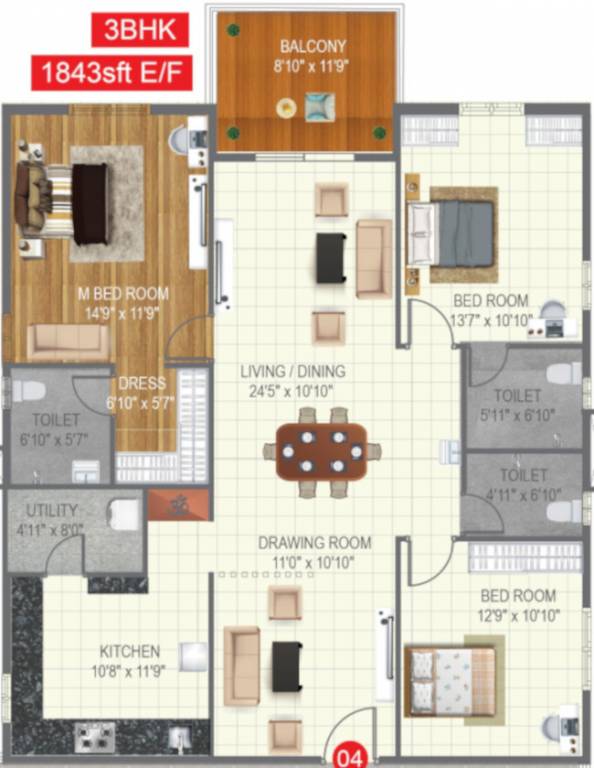 3BHK
1843sft E/F
BALCONY
8'10" x 11'9"
M BED ROOM
14'9" x 11'9"
BED ROOM
13'7" x 10'10"
LIVING / DINING
24'5" x 10'10"
DRESS
6'10" x 5'7"
TOILET
6'10" x 5'7"
TOILET
5'11" x 6'10"
TOILET
4'11" x 6'10"
UTILITY
4'11" x 8'0"
ॐ
DRAWING ROOM
11'0" x 10'10"
BED ROOM
12'9" x 10'10"
KITCHEN
10'8" x 11'9"
04